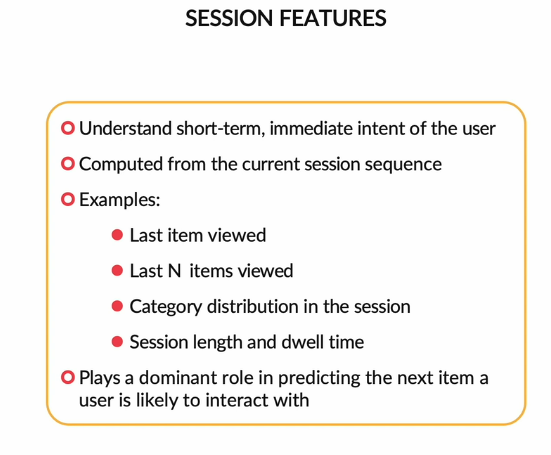 SESSION FEATURES
Understand short-term, immediate intent of the user
Computed from the current session sequence
Examples:
Last item viewed
Last N items viewed
Category distribution in the session
Session length and dwell time
Plays a dominant role in predicting the next item a
user is likely to interact with